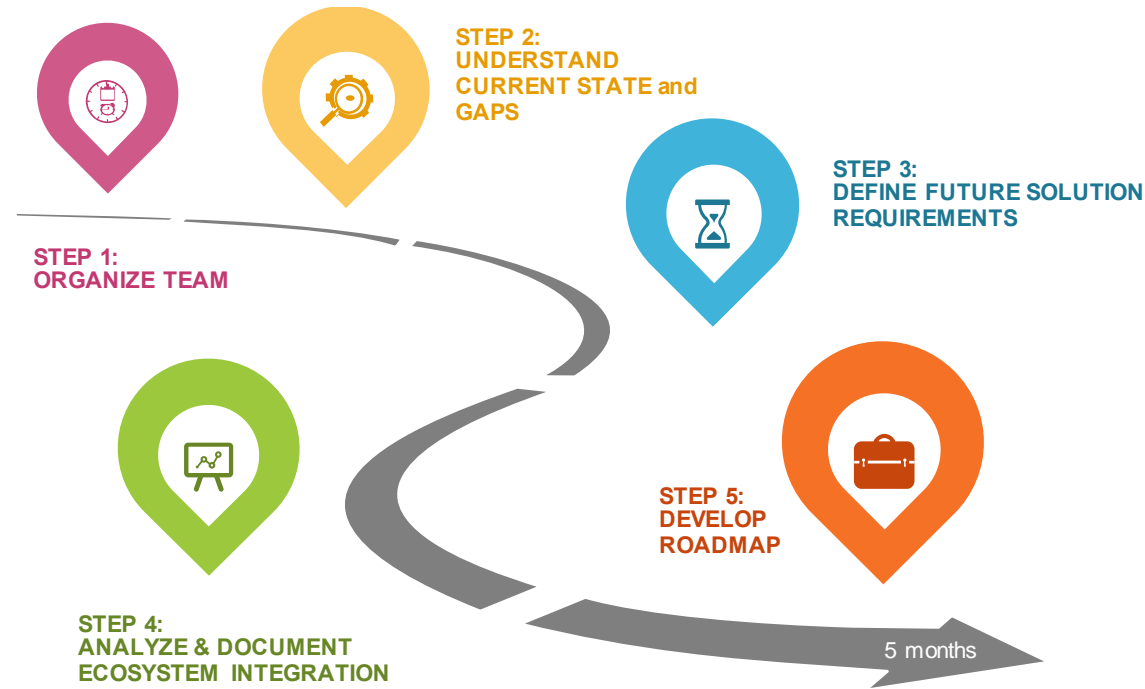 STEP 1:
ORGANIZE TEAM
STEP 2:
UNDERSTAND
CURRENT STATE and
GAPS
STEP 3:
DEFINE FUTURE SOLUTION
REQUIREMENTS
STEP 4:
ANALYZE & DOCUMENT
ECOSYSTEM INTEGRATION
STEP 5:
DEVELOP
ROADMAP
5 months